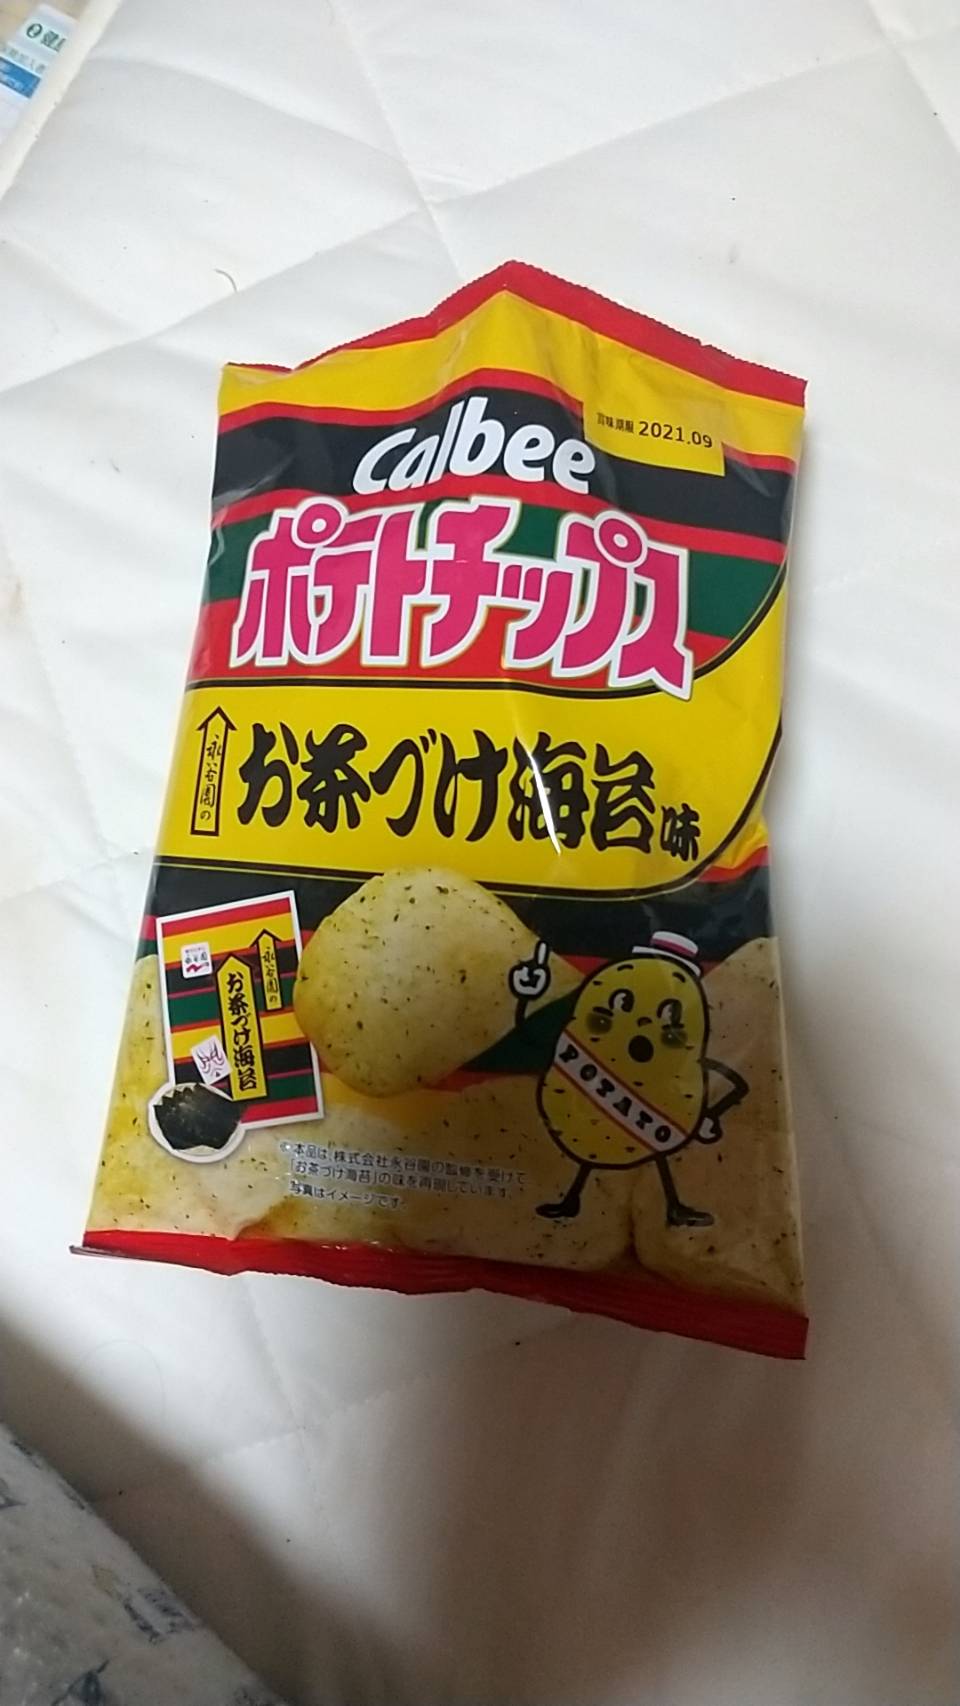 Calbee
賞味期限 2021.09
ポテトチップス
永谷園の
お茶づけ海苔味
永谷園の
お茶づけ海苔
永谷園
POTATO
本品は、株式会社永谷園の監修を受けて
「お茶づけ海苔」の味を再現しています。
写真はイメージです。